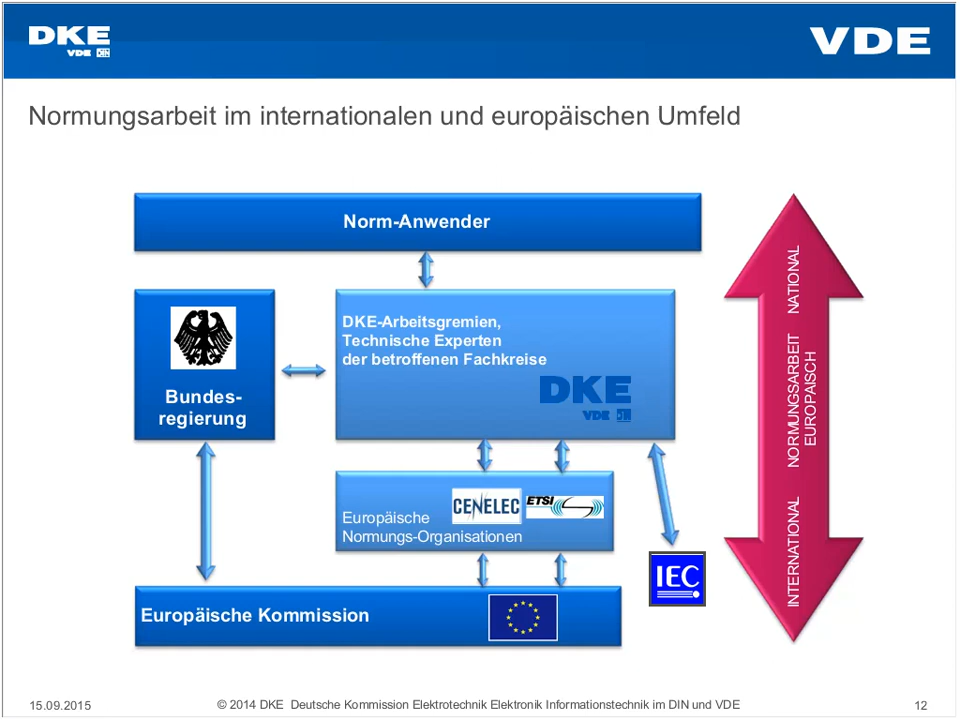 DKE
VDE DIN
VDE
Normungsarbeit im internationalen und europäischen Umfeld
Norm-Anwender
Bundes-
regierung
DKE-Arbeitsgremien,
Technische Experten
der betroffenen Fachkreise
DKE
VDE DIN
Europäische
Normungs-Organisationen
CENELEC
ETSI
IEC
Europäische Kommission
NATIONAL
NORMUNGSARBEIT
EUROPÄISCH
INTERNATIONAL
15.09.2015
© 2014 DKE Deutsche Kommission Elektrotechnik Elektronik Informationstechnik im DIN und VDE
12